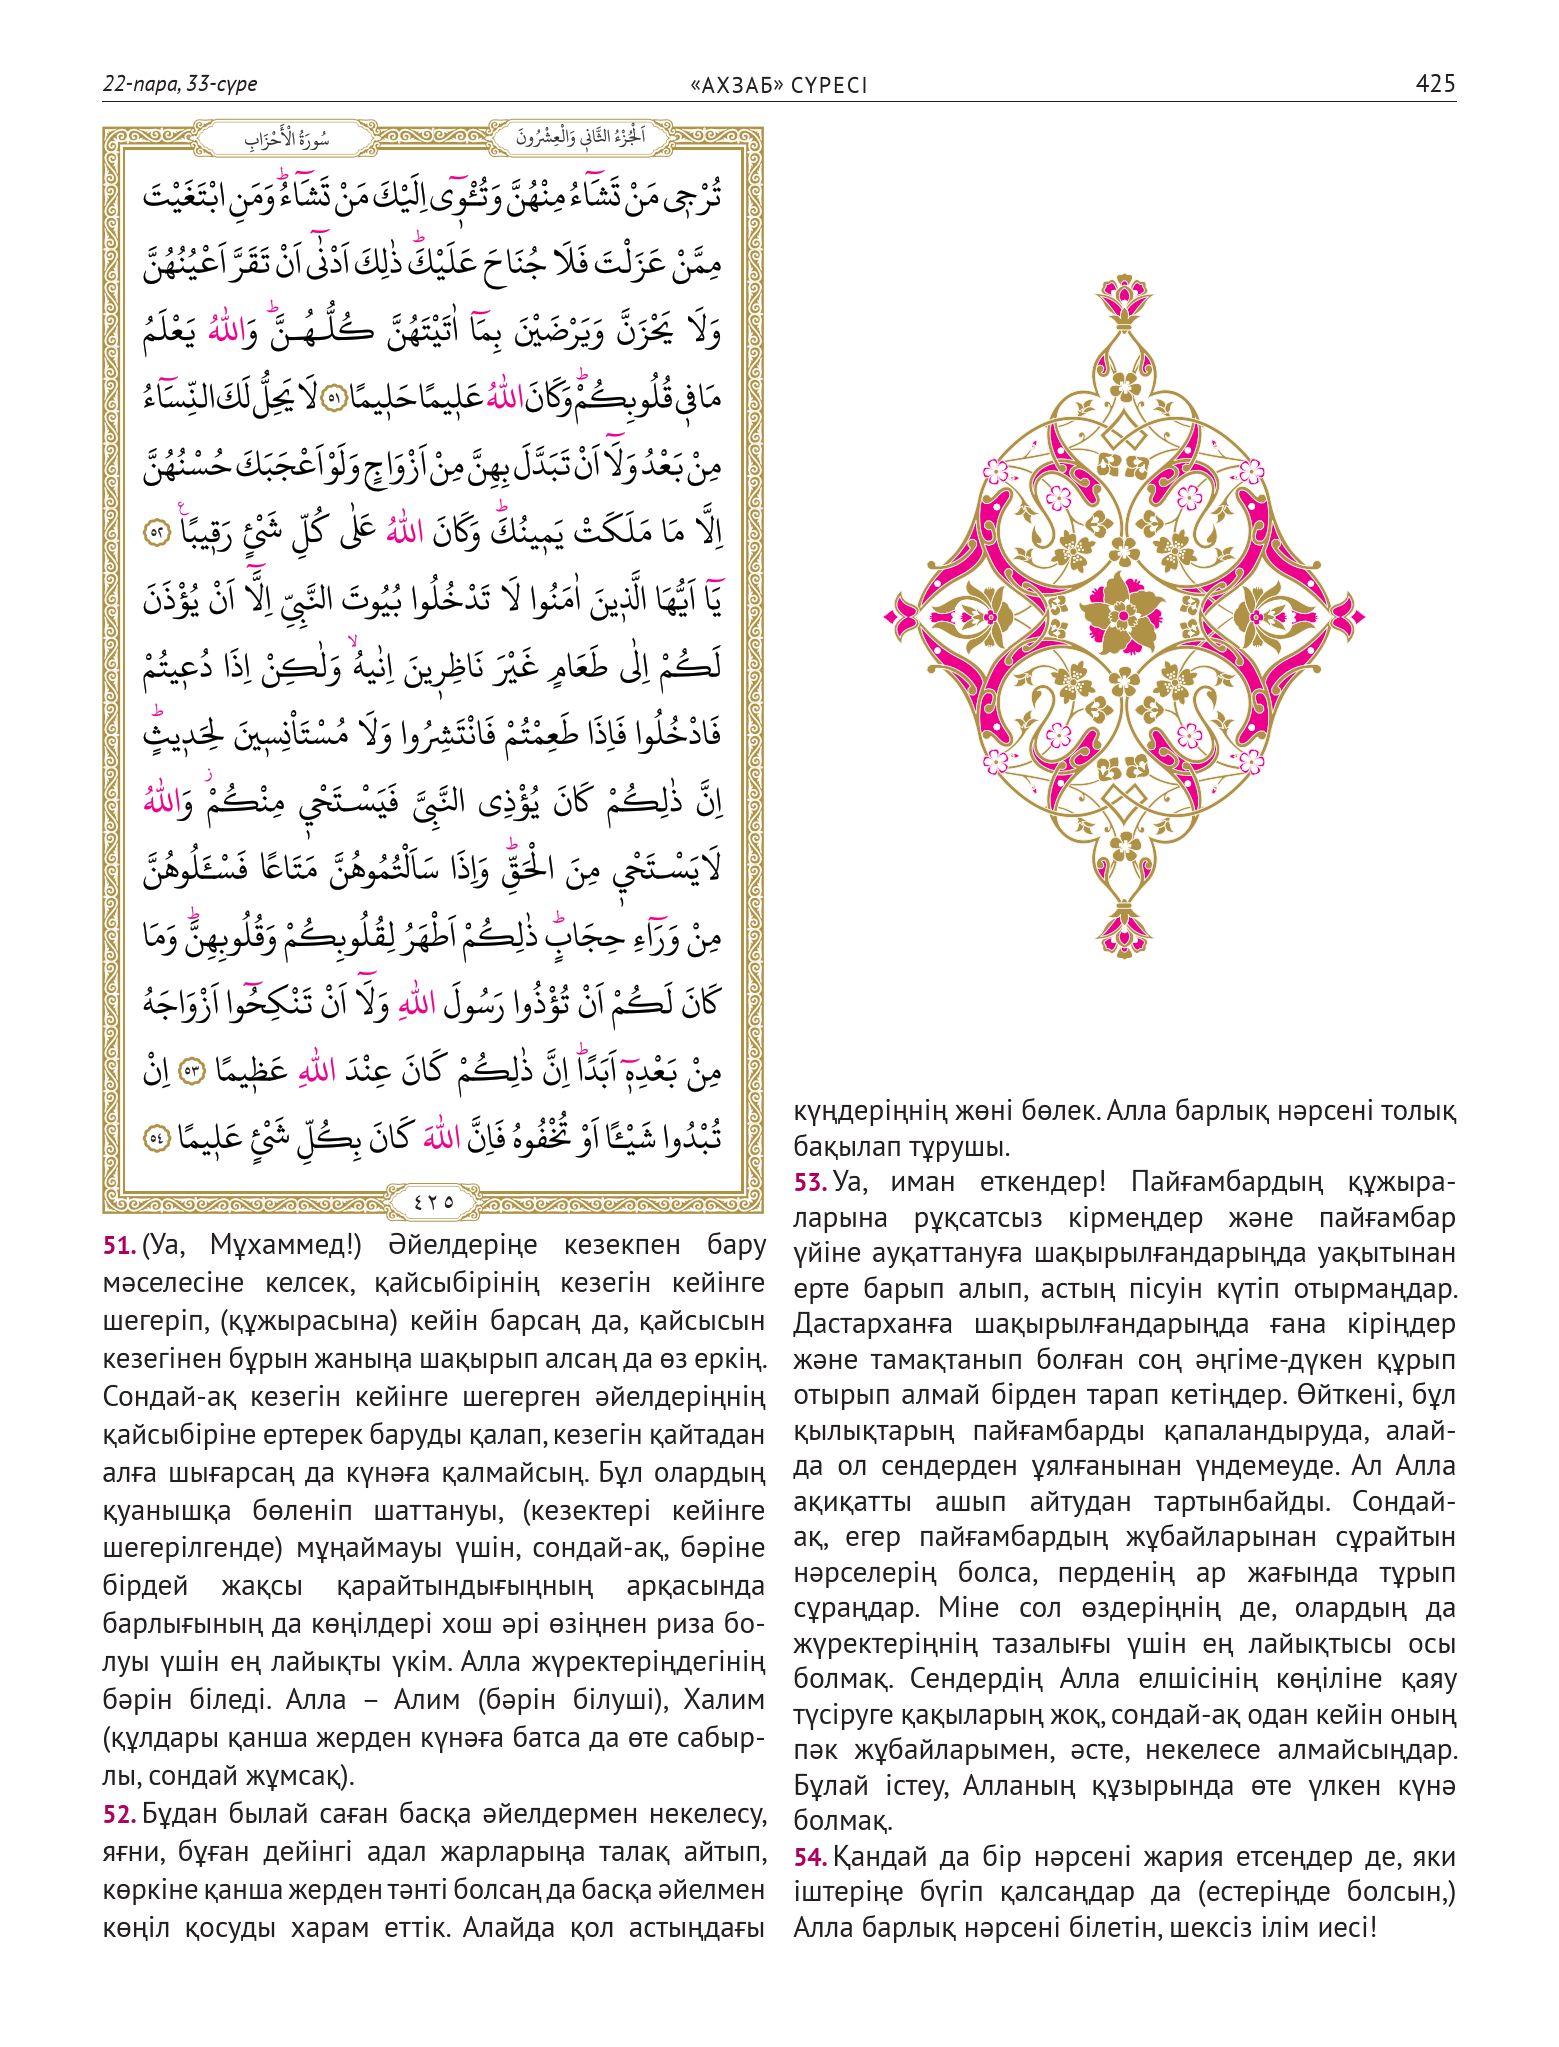 22-пара, 33-сүре
«АХЗАБ» СҮРЕСІ
425
اَلْجُزْءُ الثَّانٖي وَالْعِشْرُونَ
سُورَةُ الْأَحْزَابِ
تُرْجٖي مَنْ تَشَٓاءُ مِنْهُنَّ وَتُـْٔوٖٓي اِلَيْكَ مَنْ تَشَٓاءُؕ وَمَنِ ابْتَغَيْتَ
مِمَّنْ عَزَلْتَ فَلَا جُنَاحَ عَلَيْكَؕ ذٰلِكَ اَدْنٰٓى اَنْ تَقَرَّ اَعْيُنُهُنَّ
وَلَا يَحْزَنَّ وَيَرْضَيْنَ بِمَٓا اٰتَيْتَهُنَّ كُلُّـهُـنَّؕ وَاللّٰهُ يَعْلَمُ
مَا فٖي قُلُوبِكُمْؕ وَكَانَ اللّٰهُ عَلٖيمًا حَلٖيمًا ﴿٥١﴾ لَا يَحِلُّ لَكَ النِّسَٓاءُ
مِنْ بَعْدُ وَلَٓا اَنْ تَبَدَّلَ بِهِنَّ مِنْ اَزْوَاجٍ وَلَوْ اَعْجَبَكَ حُسْنُهُنَّ
اِلَّا مَا مَلَكَتْ يَمٖينُكَؕ وَكَانَ اللّٰهُ عَلٰى كُلِّ شَيْءٍ رَقٖيبًاࣖ ﴿٥٢﴾
يَٓا اَيُّهَا الَّذٖينَ اٰمَنُوا لَا تَدْخُلُوا بُيُوتَ النَّبِيِّ اِلَّٓا اَنْ يُؤْذَنَ
لَكُمْ اِلٰى طَعَامٍ غَيْرَ نَاظِرٖينَ اِنٰيهُۙ وَلٰكِنْ اِذَا دُعٖيتُمْ
فَادْخُلُوا فَاِذَا طَعِمْتُمْ فَانْتَشِرُوا وَلَا مُسْتَاْنِسٖينَ لِحَدٖيثٍؕ
اِنَّ ذٰلِكُمْ كَانَ يُؤْذِي النَّبِيَّ فَيَسْـتَحْيٖ مِنْكُمْؗ وَاللّٰهُ
لَا يَسْـتَحْيٖ مِنَ الْحَقِّؕ وَاِذَا سَاَلْتُمُوهُنَّ مَتَاعًا فَسْـَٔلُوهُنَّ
مِنْ وَرَٓاءِ حِجَابٍؕ ذٰلِكُمْ اَطْهَرُ لِقُلُوبِكُمْ وَقُلُوبِهِنَّؕ وَمَا
كَانَ لَكُمْ اَنْ تُؤْذُوا رَسُولَ اللّٰهِ وَلَٓا اَنْ تَنْكِحُٓوا اَزْوَاجَهُ
مِنْ بَعْدِهٖٓ اَبَدًاؕ اِنَّ ذٰلِكُمْ كَانَ عِنْدَ اللّٰهِ عَظٖيمًا ﴿٥٣﴾ اِنْ
تُبْدُوا شَيْـًٔا اَوْ تُخْفُوهُ فَاِنَّ اللّٰهَ كَانَ بِكُلِّ شَيْءٍ عَلٖيمًا ﴿٥٤﴾
٤٢٥
51. (Уа, Мұхаммед!) Әйелдеріңе кезекпен бару
мәселесіне келсек, қайсыбірінің кезегін кейінге
шегеріп, (құжырасына) кейін барсаң да, қайсысын
кезегінен бұрын жаныңа шақырып алсаң да өз еркің.
Сондай-ақ кезегін кейінге шегерген әйелдеріңнің
қайсыбіріне ертерек баруды қалап, кезегін қайтадан
алға шығарсаң да күнәға қалмайсың. Бұл олардың
қуанышқа бөленіп шаттануы, (кезектері кейінге
шегерілгенде) мұңаймауы үшін, сондай-ақ, бәріне
бірдей жақсы қарайтындығыңның арқасында
барлығының да көңілдері хош әрі өзіңнен риза бо-
луы үшін ең лайықты үкім. Алла жүректеріңдегінің
бәрін біледі. Алла – Алим (бәрін білуші), Халим
(құлдары қанша жерден күнәға батса да өте сабыр-
лы, сондай жұмсақ).
52. Бұдан былай саған басқа әйелдермен некелесу,
яғни, бұған дейінгі адал жарларыңа талақ айтып,
көркіне қанша жерден тәнті болсаң да басқа әйелмен
көңіл қосуды харам еттік. Алайда қол астыңдағы
күңдеріңнің жөні бөлек. Алла барлық нәрсені толық
бақылап тұрушы.
53. Уа, иман еткендер! Пайғамбардың құжыра-
ларына рұқсатсыз кірмеңдер және пайғамбар
үйіне ауқаттануға шақырылғандарыңда уақытынан
ерте барып алып, астың пісуін күтіп отырмаңдар.
Дастарханға шақырылғандарыңда ғана кіріңдер
және тамақтанып болған соң әңгіме-дүкен құрып
отырып алмай бірден тарап кетіңдер. Өйткені, бұл
қылықтарың пайғамбарды қапаландыруда, алай-
да ол сендерден ұялғанынан үндемеуде. Ал Алла
ақиқатты ашып айтудан тартынбайды. Сондай-
ақ, егер пайғамбардың жұбайларынан сұрайтын
нәрселерің болса, перденің ар жағында тұрып
сұраңдар. Міне сол өздеріңнің де, олардың да
жүректеріңнің тазалығы үшін ең лайықтысы осы
болмақ. Сендердің Алла елшісінің көңіліне қаяу
түсіруге қақыларың жоқ, сондай-ақ одан кейін оның
пәк жұбайларымен, әсте, некелесе алмайсыңдар.
Бұлай істеу, Алланың құзырында өте үлкен күнә
болмақ.
54. Қандай да бір нәрсені жария етсеңдер де, яки
іштеріңе бүгіп қалсаңдар да (естеріңде болсын,)
Алла барлық нәрсені білетін, шексіз ілім иесі!